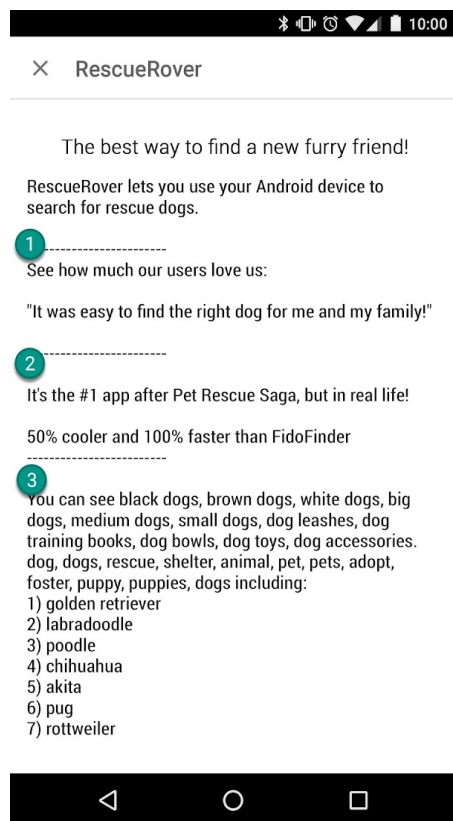 10:00
RescueRover
The best way to find a new furry friend!
RescueRover lets you use your Android device to
search for rescue dogs.
1
----------------------
See how much our users love us:
"It was easy to find the right dog for me and my family!"
----------------------
2
It's the #1 app after Pet Rescue Saga, but in real life!
50% cooler and 100% faster than FidoFinder
-------------------------
3
You can see black dogs, brown dogs, white dogs, big
dogs, medium dogs, small dogs, dog leashes, dog
training books, dog bowls, dog toys, dog accessories.
dog, dogs, rescue, shelter, animal, pet, pets, adopt,
foster, puppy, puppies, dogs including:
1) golden retriever
2) labradoodle
3) poodle
4) chihuahua
5) akita
6) pug
7) rottweiler